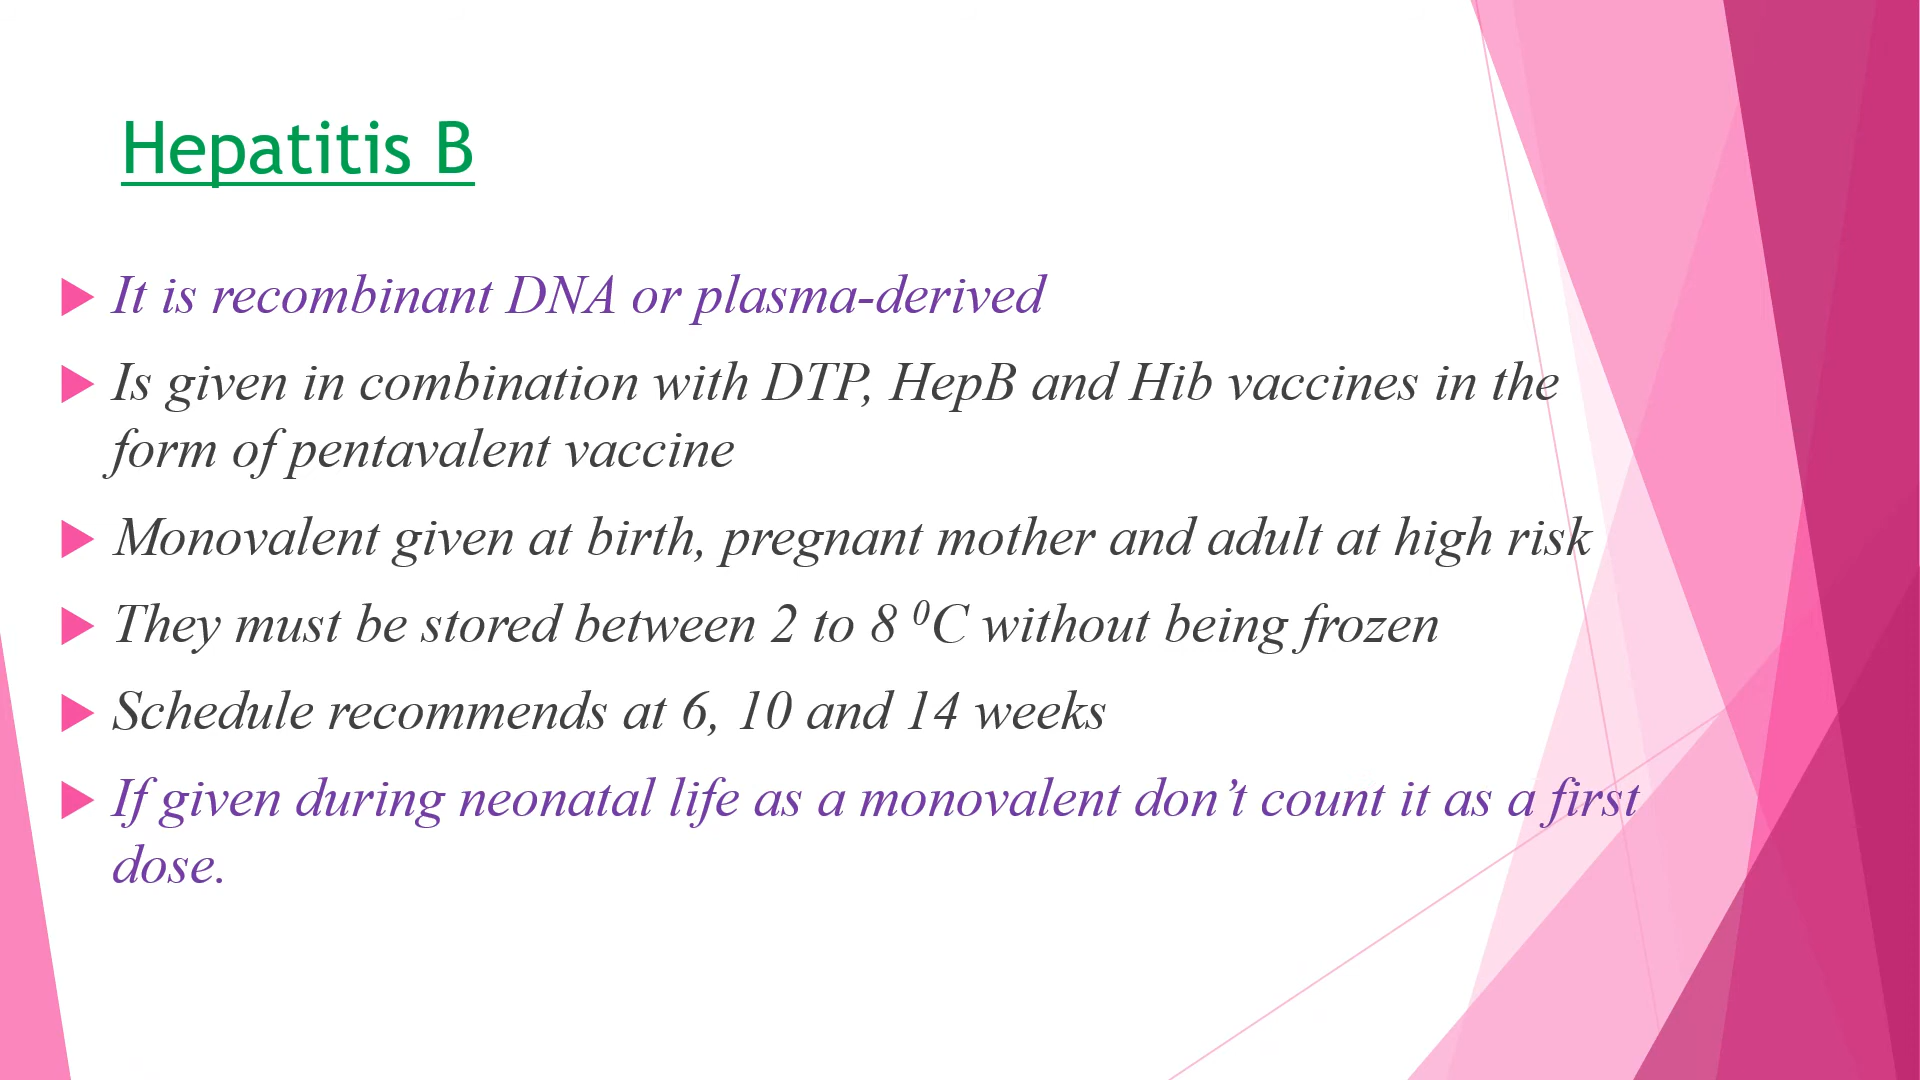 Hepatitis B
It is recombinant DNA or plasma-derived
Is given in combination with DTP, HepB and Hib vaccines in the
form of pentavalent vaccine
Monovalent given at birth, pregnant mother and adult at high risk
They must be stored between 2 to 8 ⁰C without being frozen
Schedule recommends at 6, 10 and 14 weeks
If given during neonatal life as a monovalent don’t count it as a first
dose.